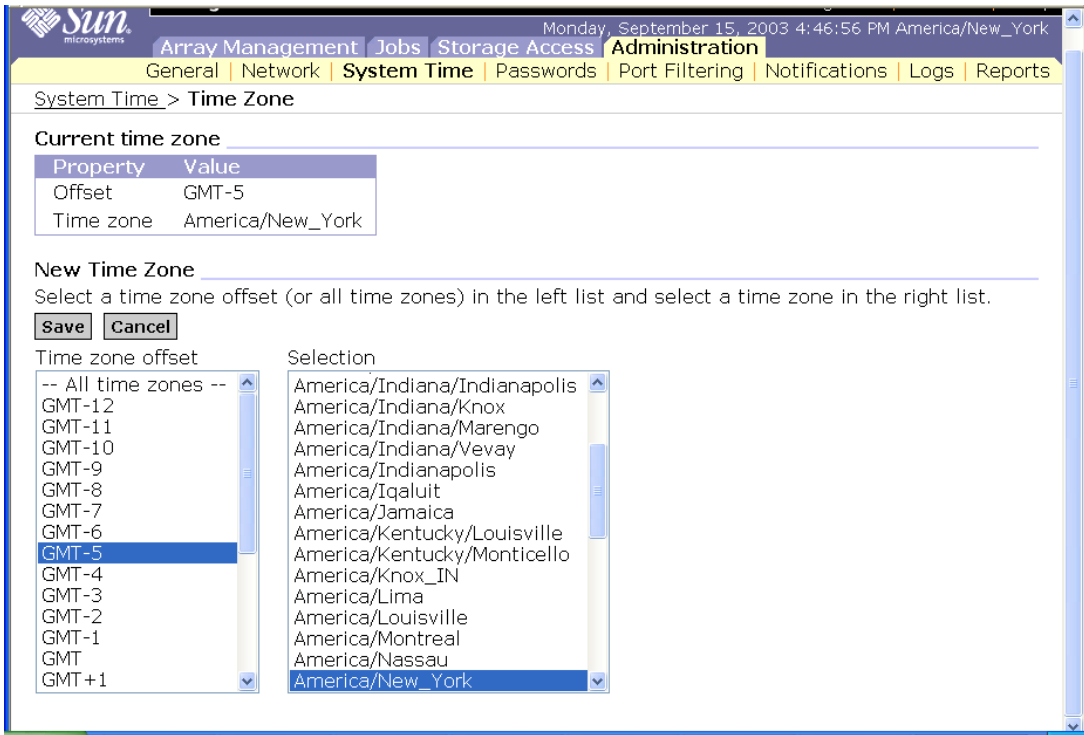 Sun
microsystems
Monday, September 15, 2003 4:46:56 PM America/New_York
Array Management Jobs Storage Access Administration
General | Network | System Time | Passwords | Port Filtering | Notifications | Logs | Reports
System Time > Time Zone
Current time zone
Property Value
Offset GMT-5
Time zone America/New_York
New Time Zone
Select a time zone offset (or all time zones) in the left list and select a time zone in the right list.
Save Cancel
Time zone offset Selection
-- All time zones -- America/Indiana/Indianapolis
GMT-12 America/Indiana/Knox
GMT-11 America/Indiana/Marengo
GMT-10 America/Indiana/Vevay
GMT-9 America/Indianapolis
GMT-8 America/Iqaluit
GMT-7 America/Jamaica
GMT-6 America/Kentucky/Louisville
GMT-5 America/Kentucky/Monticello
GMT-4 America/Knox_IN
GMT-3 America/Lima
GMT-2 America/Louisville
GMT-1 America/Montreal
GMT America/Nassau
GMT+1 America/New_York